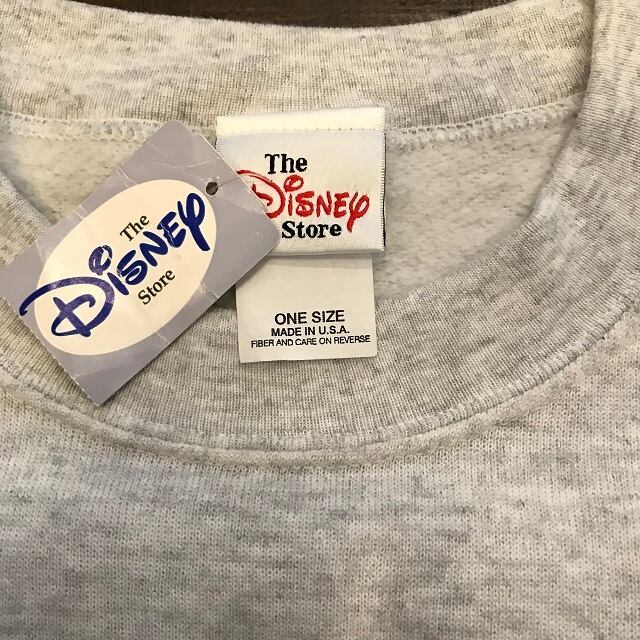 The
DISNEY
Store
The
DISNEY
Store
ONE SIZE
MADE IN U.S.A.
FIBER AND CARE ON REVERSE